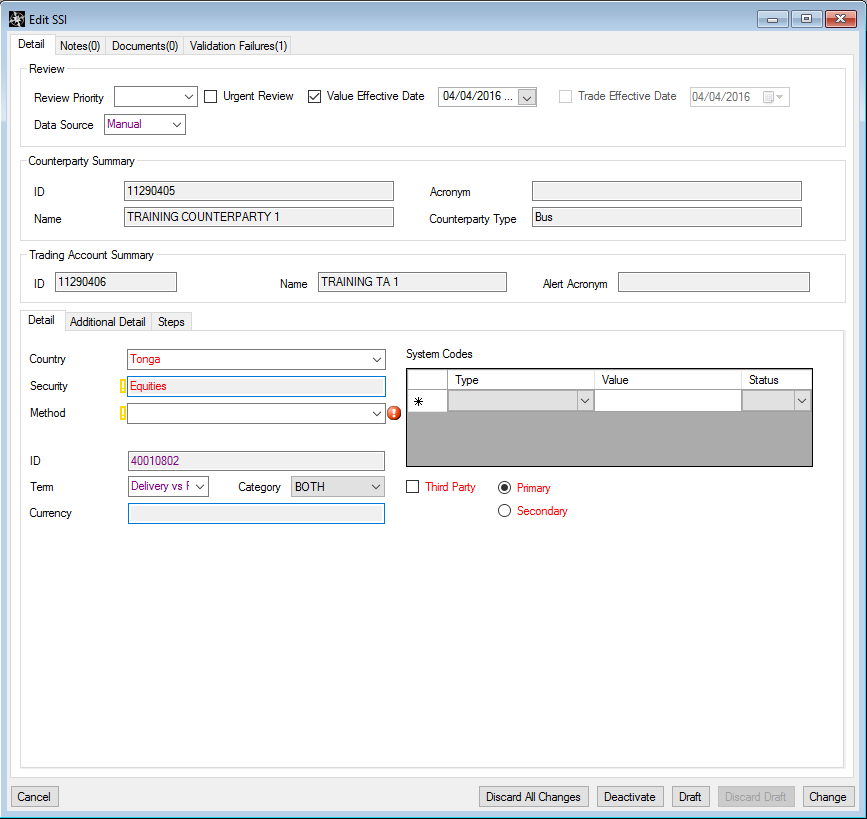 Edit SSI
Detail Notes(0) Documents(0) Validation Failures(1)
Review
Review Priority Urgent Review Value Effective Date 04/04/2016 ... Trade Effective Date 04/04/2016
Data Source Manual
Counterparty Summary
ID 11290405 Acronym
Name TRAINING COUNTERPARTY 1 Counterparty Type Bus
Trading Account Summary
ID 11290406 Name TRAINING TA 1 Alert Acronym
Detail Additional Detail Steps
Country Tonga System Codes
Type Value Status
Security Equities
Method
ID 40010802
Term Delivery vs Category BOTH Third Party Primary
Currency Secondary
Cancel Discard All Changes Deactivate Draft Discard Draft Change